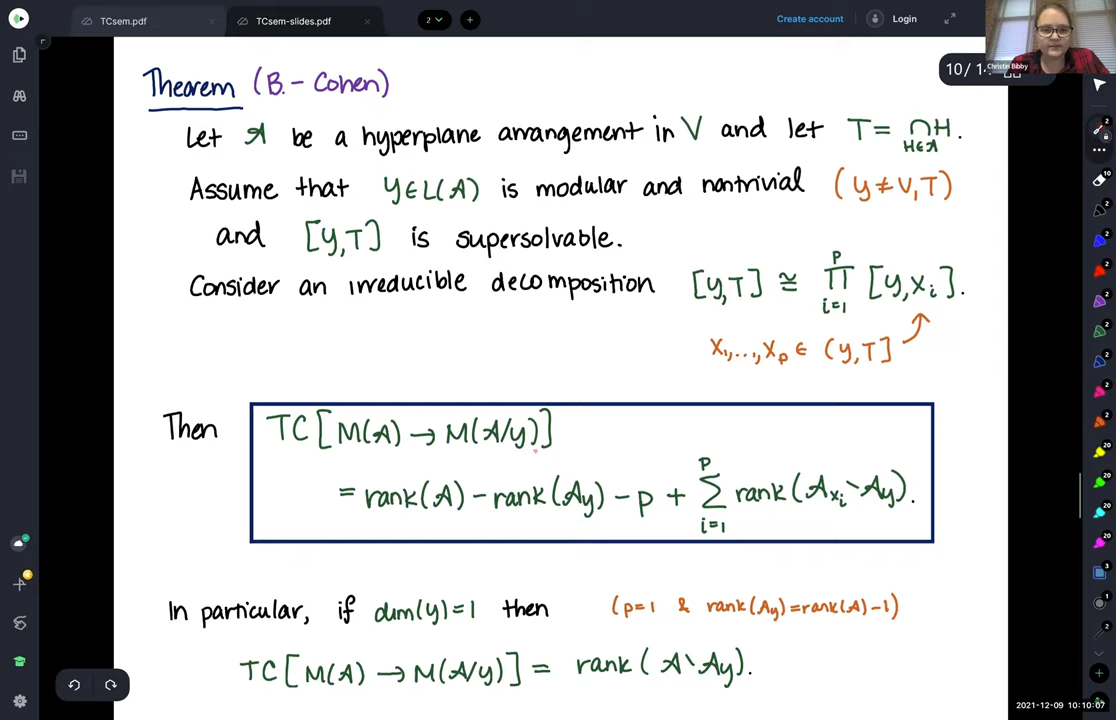 TCsem.pdf
TCsem-slides.pdf
2
Create account
Login
Christin Bibby
10/14
Theorem (B. - Cohen)
Let 𝒜 be a hyperplane arrangement in V and let T = ∩_{H∈𝒜} H.
Assume that Y ∈ L(𝒜) is modular and nontrivial (Y ≠ V, T)
and [Y,T] is supersolvable.
Consider an irreducible decomposition [Y,T] ≅ ∏_{i=1}^{p} [Y,X_i].
X_1,...,X_p ∈ (Y,T]
Then TC[M(𝒜) → M(𝒜/Y)]
= rank(𝒜) - rank(𝒜_Y) - p + ∑_{i=1}^{p} rank(𝒜_{X_i} ∖ 𝒜_Y).
In particular, if dim(Y)=1 then (p=1 & rank(𝒜_Y)=rank(𝒜)-1)
TC[M(𝒜) → M(𝒜/Y)] = rank(𝒜∖𝒜_Y).
2021-12-09 10:10:07